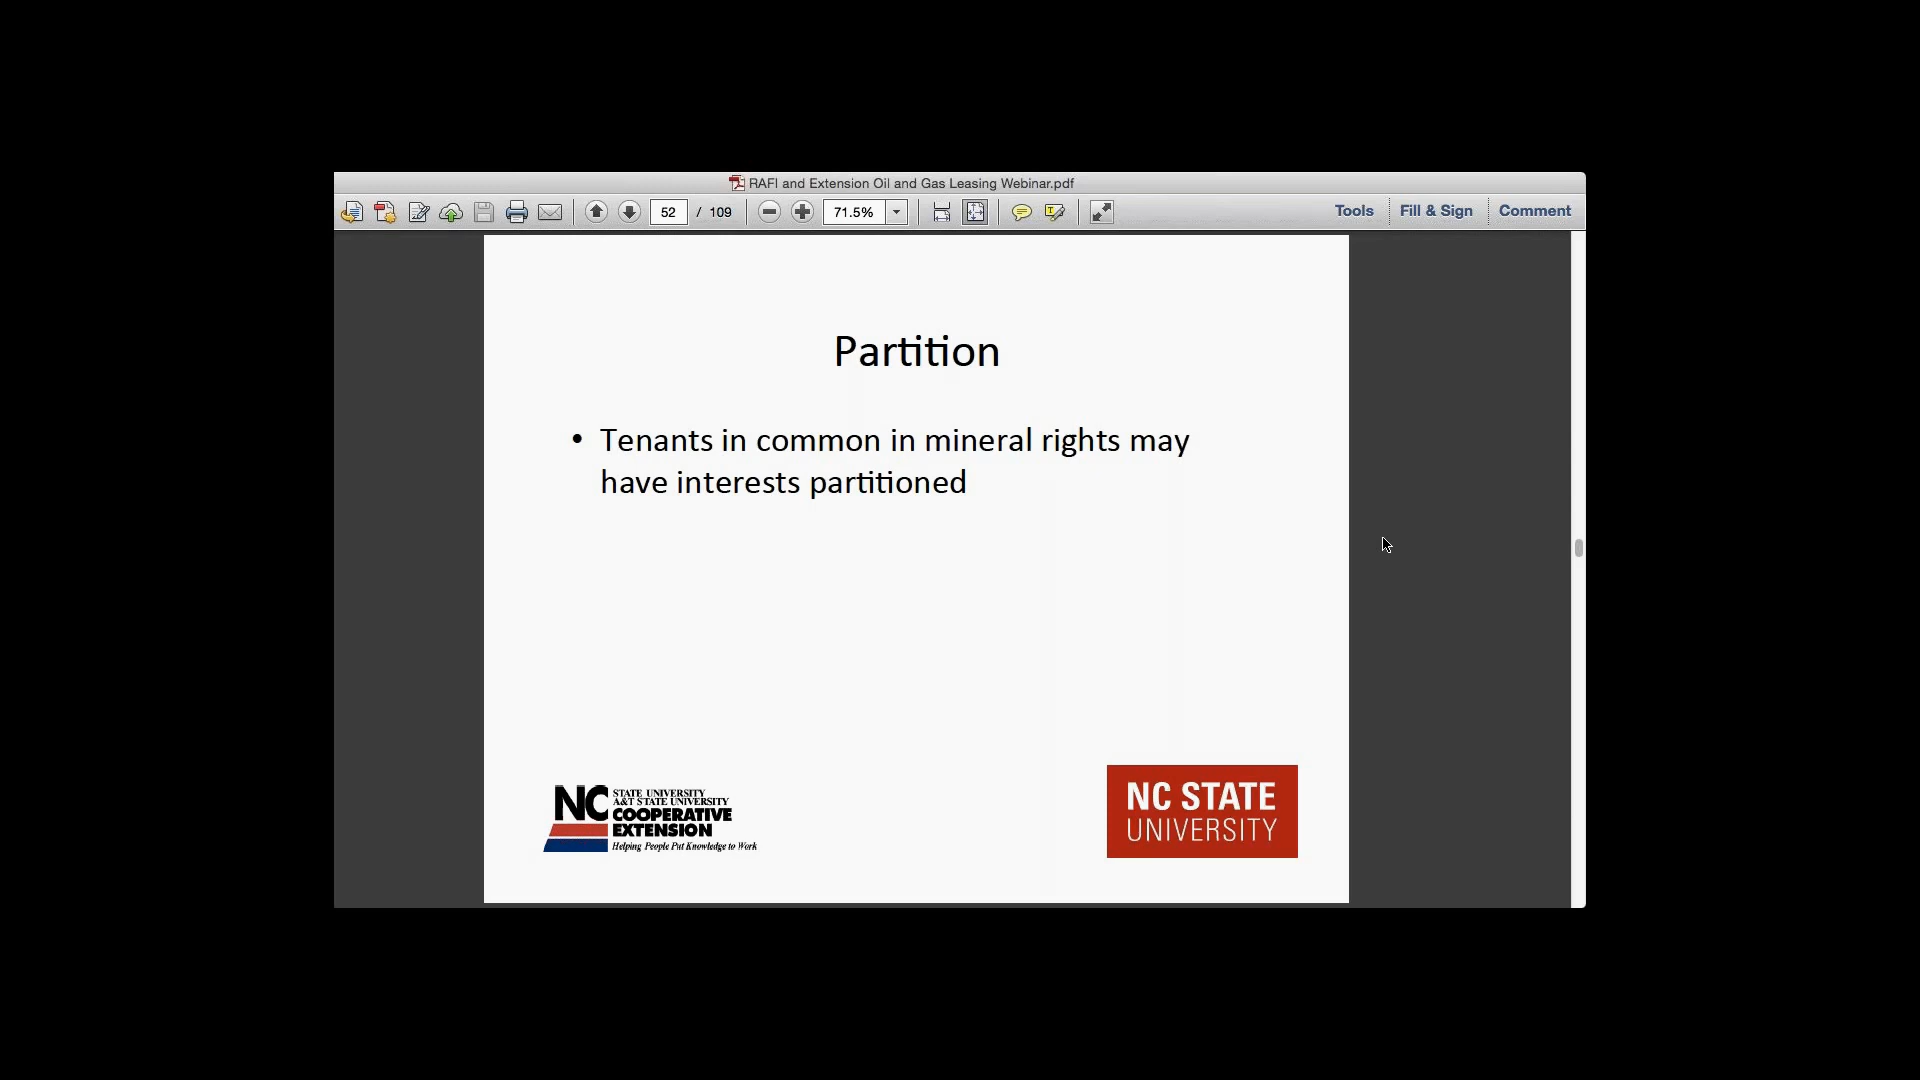 RAFI and Extension Oil and Gas Leasing Webinar.pdf
52 / 109
71.5%
Tools
Fill & Sign
Comment
Partition
• Tenants in common in mineral rights may
have interests partitioned
NC
STATE UNIVERSITY
A&T STATE UNIVERSITY
COOPERATIVE
EXTENSION
Helping People Put Knowledge to Work
NC STATE
UNIVERSITY